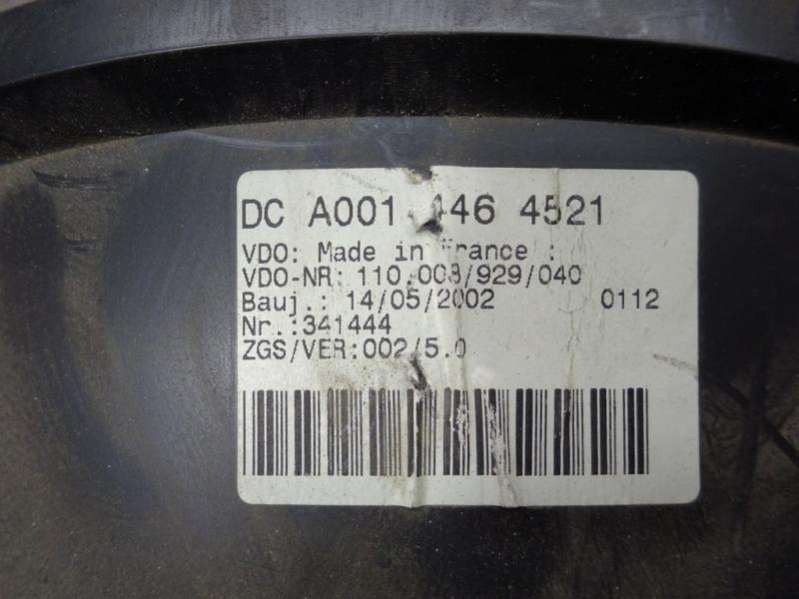 DC A001 446 4521
VDO: Made in France :
VDO-NR: 110.008/929/040
Bauj.: 14/05/2002 0112
Nr.:341444
ZGS/VER:002/5.0